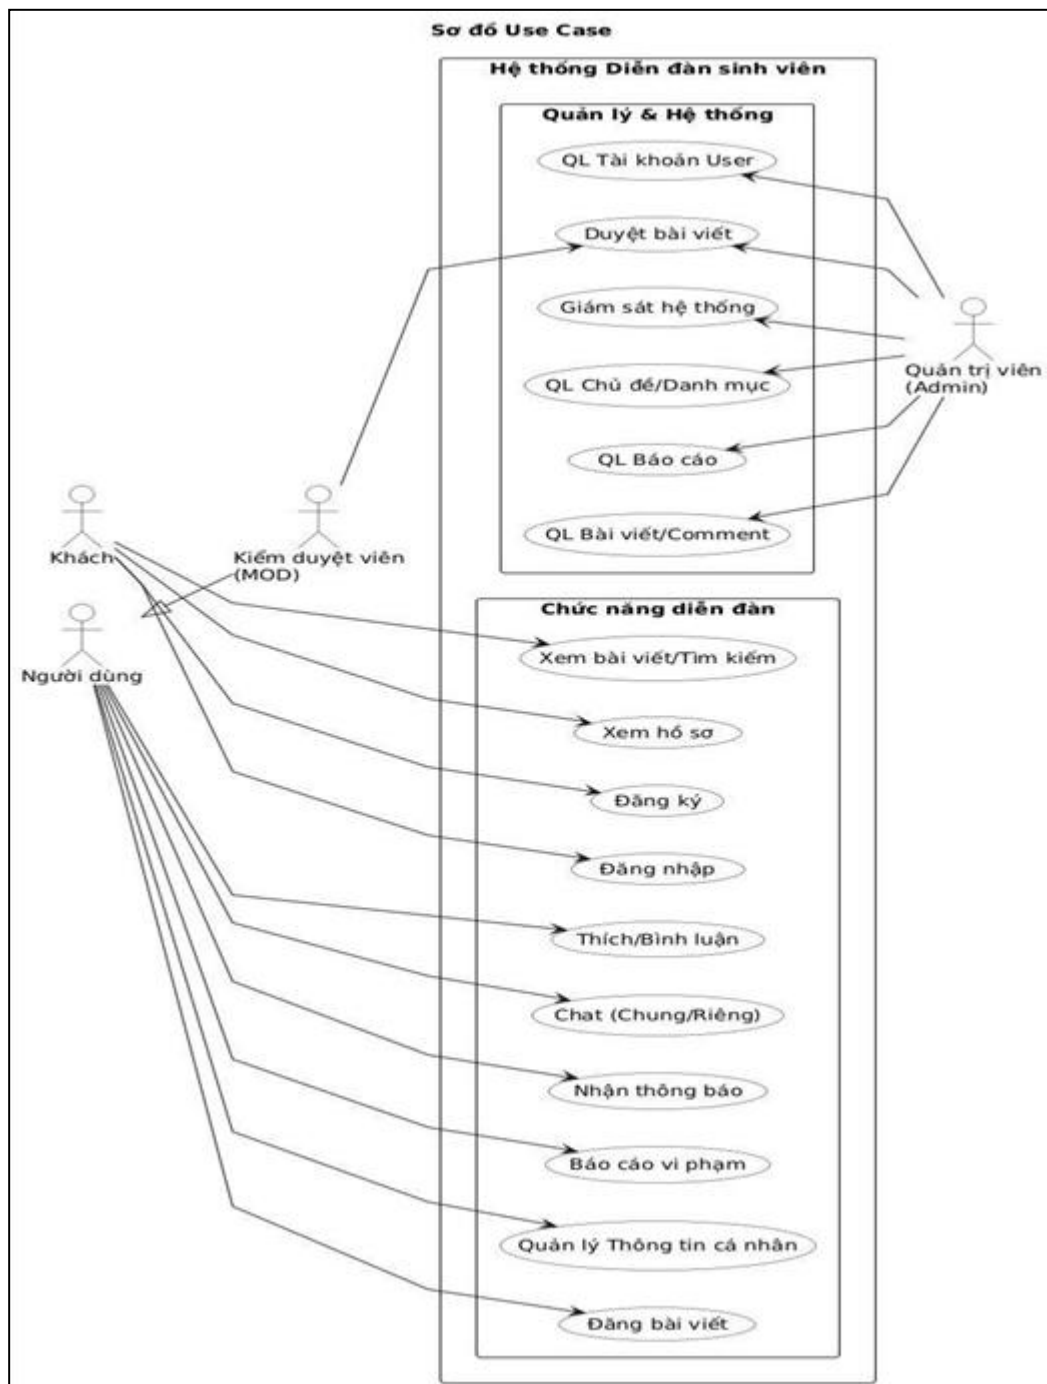 Sơ đồ Use Case
Hệ thống Diễn đàn sinh viên
Quản lý & Hệ thống
QL Tài khoản User
Duyệt bài viết
Giám sát hệ thống
QL Chủ đề/Danh mục
QL Báo cáo
QL Bài viết/Comment
Quản trị viên
(Admin)
Khách
Kiểm duyệt viên
(MOD)
Người dùng
Chức năng diễn đàn
Xem bài viết/Tìm kiếm
Xem hồ sơ
Đăng ký
Đăng nhập
Thích/Bình luận
Chat (Chung/Riêng)
Nhận thông báo
Báo cáo vi phạm
Quản lý Thông tin cá nhân
Đăng bài viết